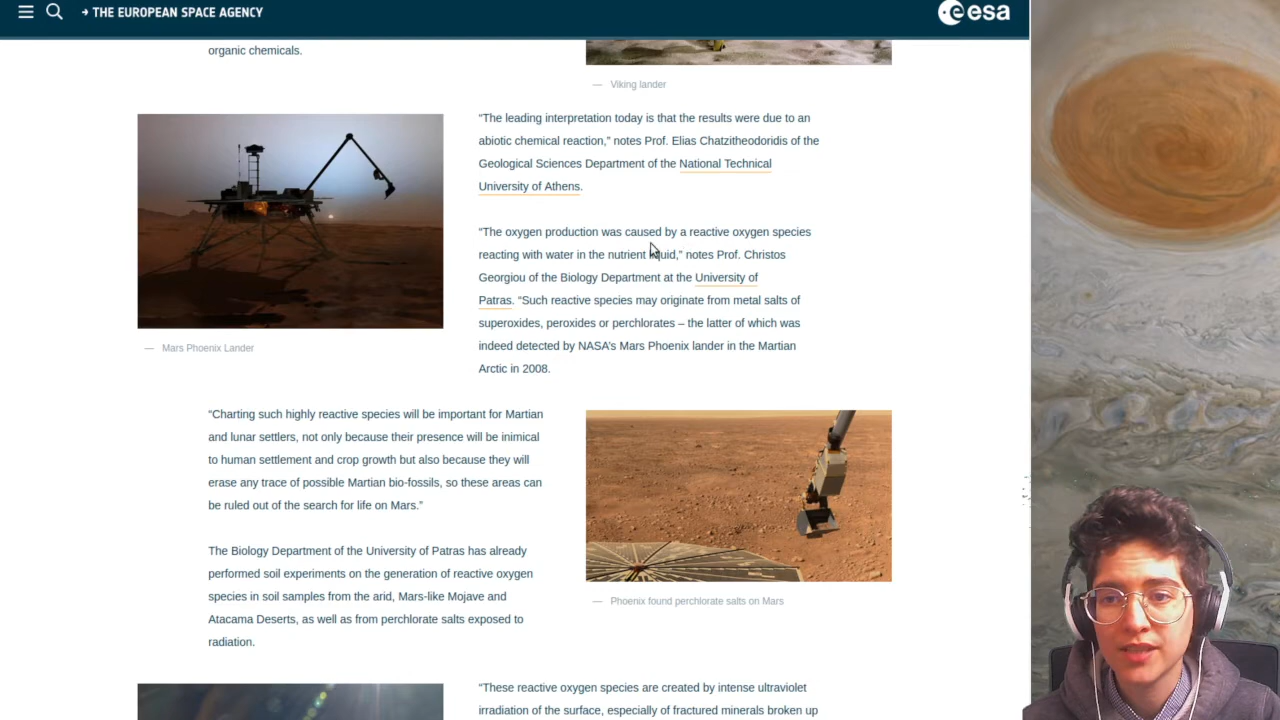 → THE EUROPEAN SPACE AGENCY
esa
organic chemicals.
— Viking lander
“The leading interpretation today is that the results were due to an
abiotic chemical reaction,” notes Prof. Elias Chatzitheodoridis of the
Geological Sciences Department of the National Technical
University of Athens.
“The oxygen production was caused by a reactive oxygen species
reacting with water in the nutrient liquid,” notes Prof. Christos
Georgiou of the Biology Department at the University of
Patras. “Such reactive species may originate from metal salts of
superoxides, peroxides or perchlorates – the latter of which was
indeed detected by NASA’s Mars Phoenix lander in the Martian
Arctic in 2008.
— Mars Phoenix Lander
“Charting such highly reactive species will be important for Martian
and lunar settlers, not only because their presence will be inimical
to human settlement and crop growth but also because they will
erase any trace of possible Martian bio-fossils, so these areas can
be ruled out of the search for life on Mars.”
The Biology Department of the University of Patras has already
performed soil experiments on the generation of reactive oxygen
species in soil samples from the arid, Mars-like Mojave and
Atacama Deserts, as well as from perchlorate salts exposed to
radiation.
— Phoenix found perchlorate salts on Mars
“These reactive oxygen species are created by intense ultraviolet
irradiation of the surface, especially of fractured minerals broken up